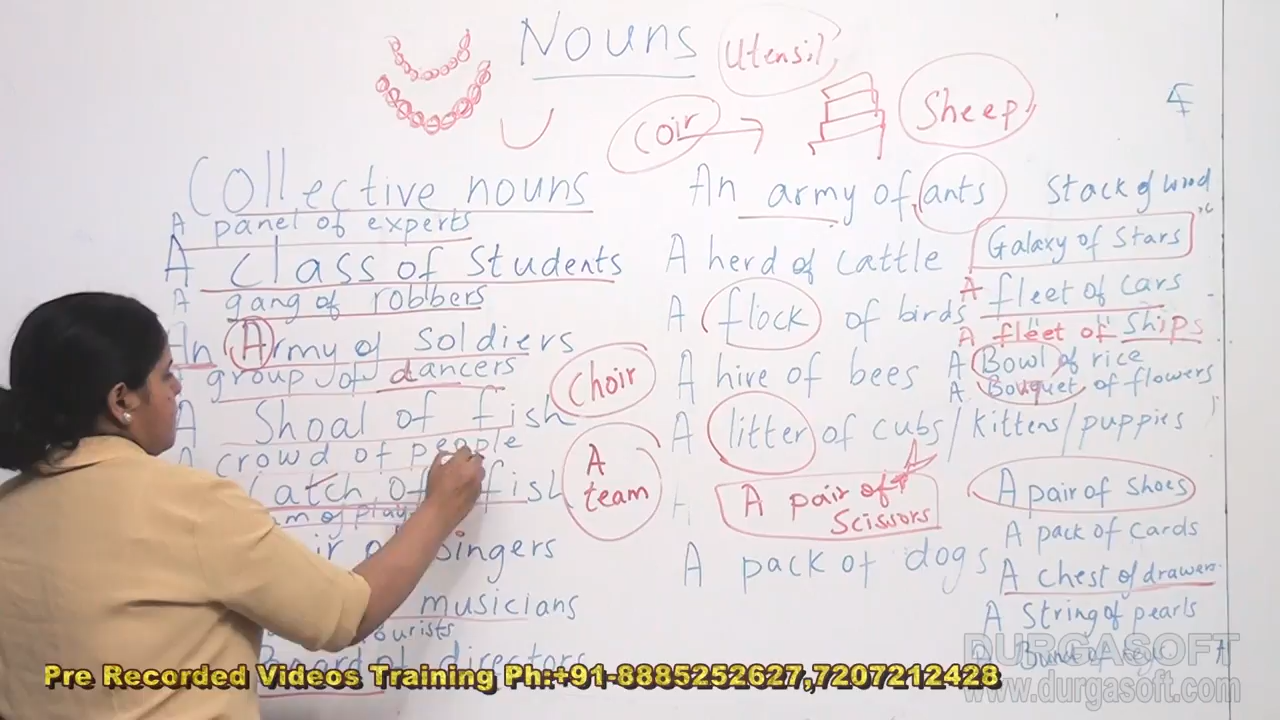 Nouns
Utensil
Coir
Sheep
Collective nouns
A panel of experts
A Class of Students
A gang of robbers
An Army of Soldiers
A group of dancers
A Shoal of fish
A crowd of people
Catch of fish
of
Singers
musicians
tourists
Board of directors
Choir
A team
An army of ants
A herd of cattle
A flock of birds
A hive of bees
A litter of cubs/kittens/puppies
A pair of
Scissors
A pack of dogs
Stack of wood
Galaxy of Stars
A fleet of cars
A fleet of ships
A Bowl of rice
A Bouquet of flowers
A pair of shoes
A pack of cards
A chest of drawers
A String of pearls
A
DURGASOFT
www.durgasoft.com
Pre Recorded Videos Training Ph:+91-8885252627,7207212428